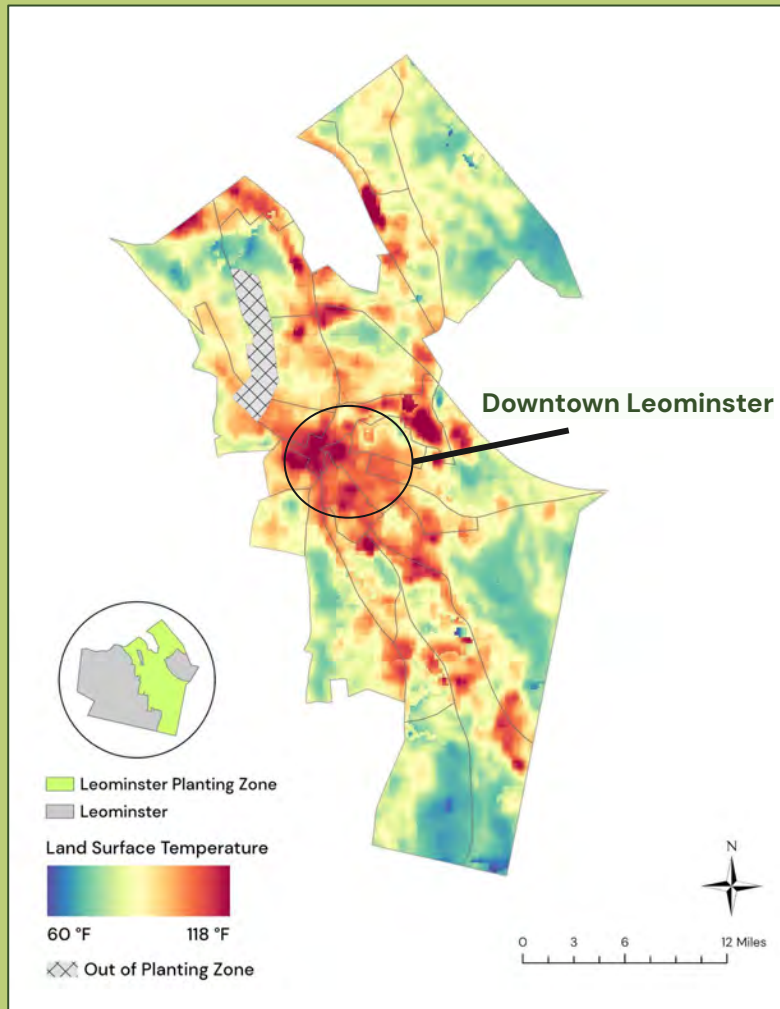 Downtown Leominster
Leominster Planting Zone
Leominster
Land Surface Temperature
60 °F 118 °F
Out of Planting Zone
N
0 3 6 12 Miles